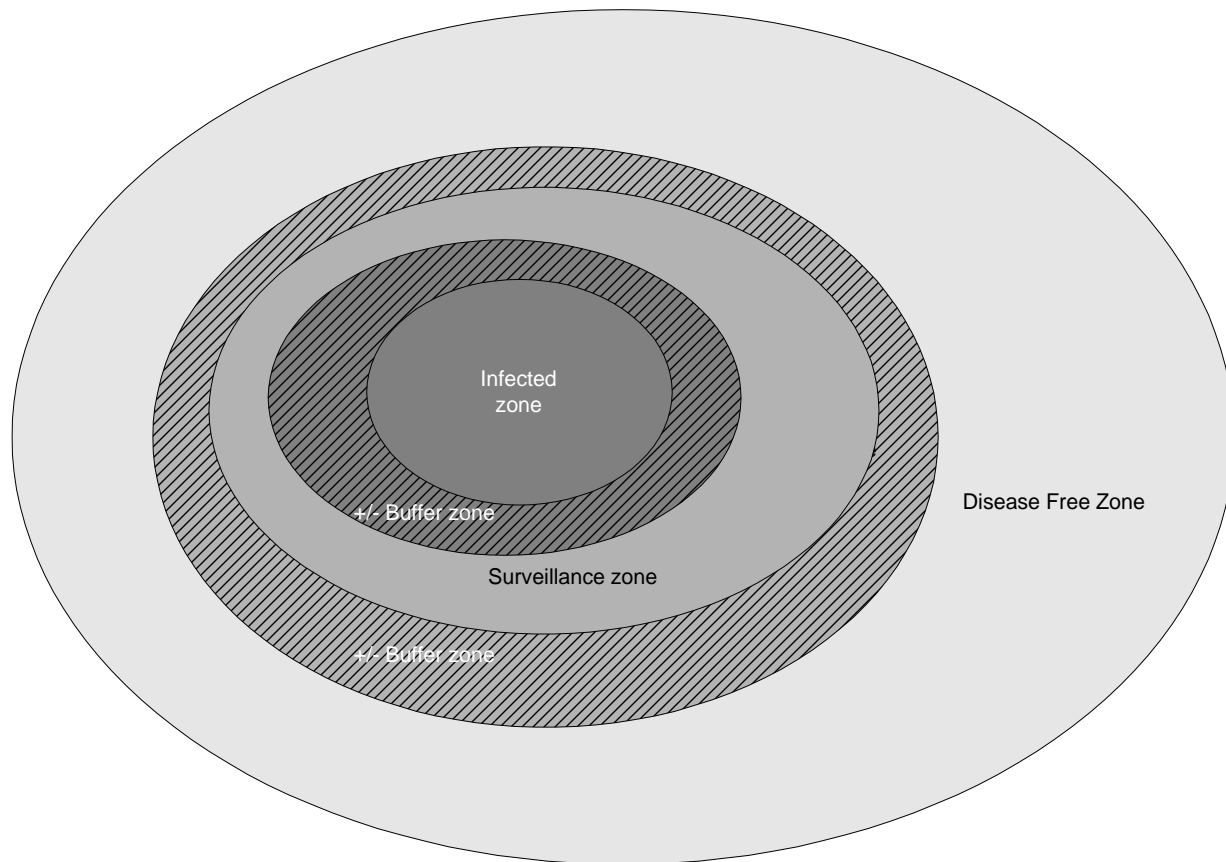 Infected
zone
+/- Buffer zone
Surveillance zone
+/- Buffer zone
Disease Free Zone